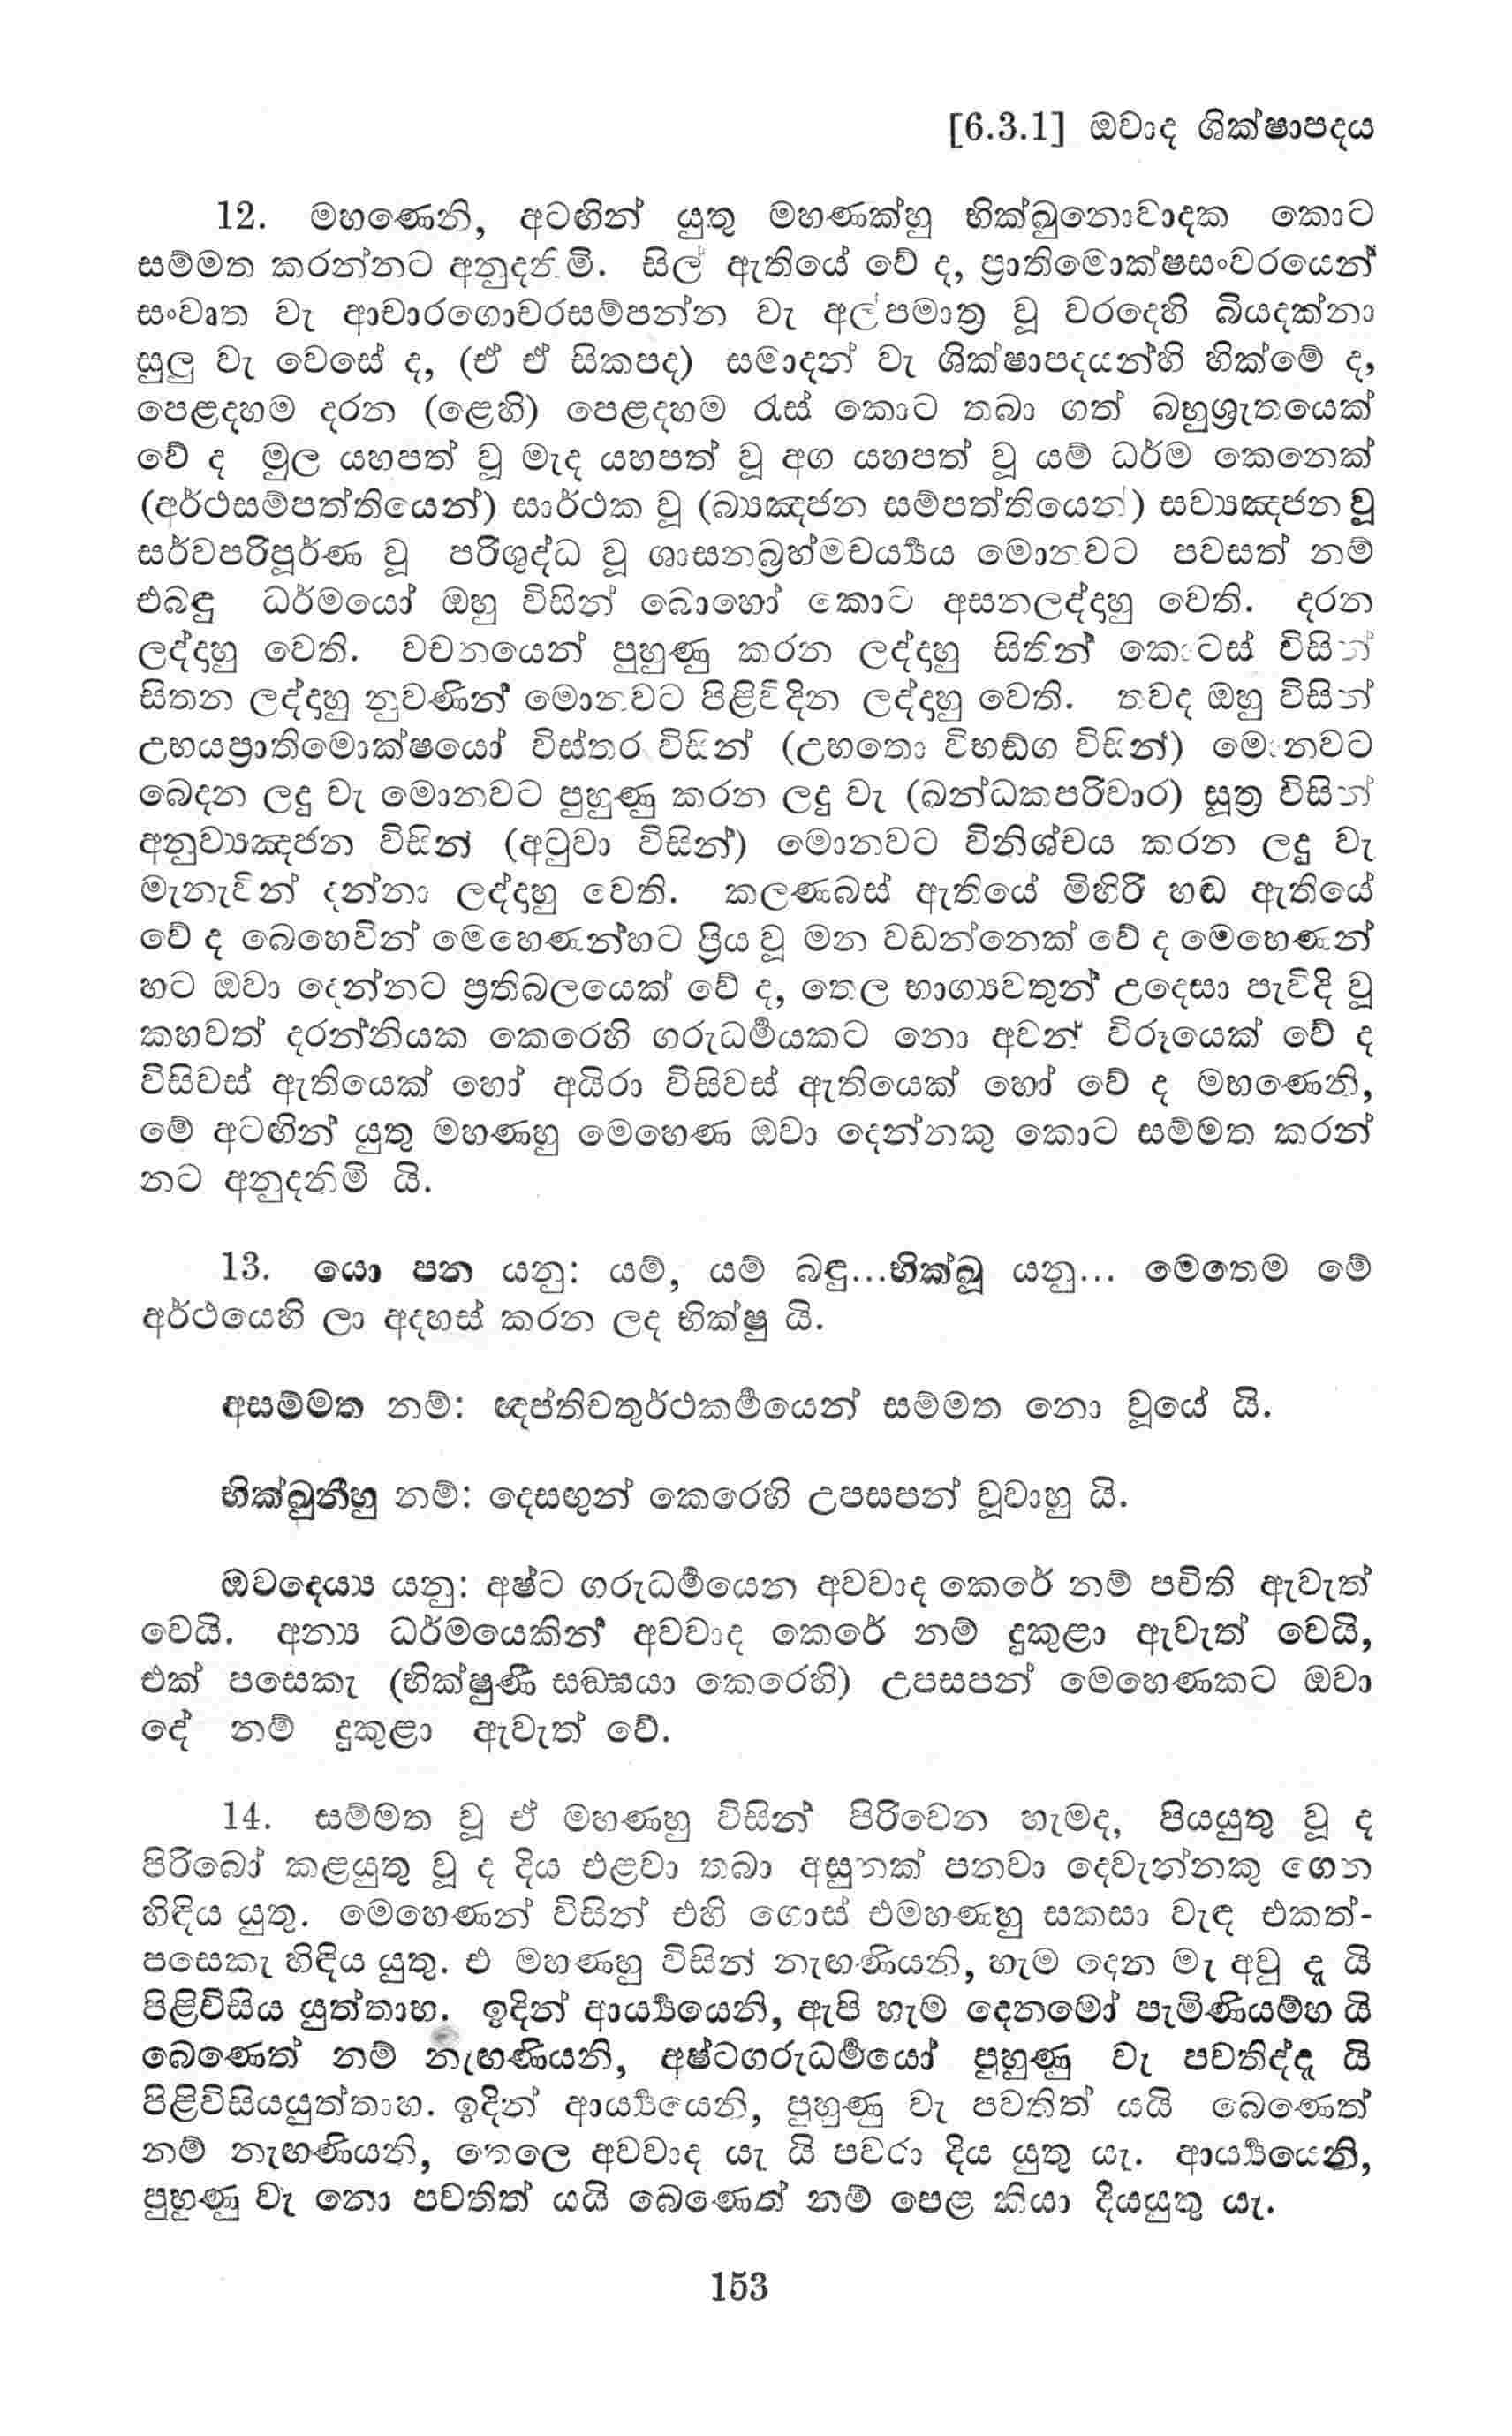 [6.3.1] ඔවාද ශික්ෂාපදය
12. මහණෙනි, අටඟින් යුතු මහණක්හු භික්ඛුනොවාදක කොට
සම්මත කරන්නට අනුදනිමි. සිල් ඇතියේ වේ ද, ප්‍රාතිමොක්ෂසංවරයෙන්
සංවෘත වැ ආචාරගොචරසම්පන්න වැ අල්පමාත්‍ර වූ වරදෙහි බියදක්නා
සුලු වැ වෙසේ ද, (ඒ ඒ සිකපද) සමාදන් වැ ශික්ෂාපදයන්හි හික්මේ ද,
පෙළදහම දරන (ළෙහි) පෙළදහම රැස් කොට තබා ගත් බහුශ්‍රැතයෙක්
වේ ද මුල යහපත් වූ මැද යහපත් වූ අග යහපත් වූ යම් ධර්ම කෙනෙක්
(අර්ථසම්පත්තියෙන්) සාර්ථක වූ (ව්‍යඤ්ජන සම්පත්තියෙන්) සව්‍යඤ්ජන වූ
සර්වපරිපූර්ණ වූ පරිශුද්ධ වූ ශාසනබ්‍රහ්මචර්‍ය්‍යය මොනවට පවසත් නම්
එබඳු ධර්මයෝ ඔහු විසින් බොහෝ කොට අසනලද්දාහු වෙති. දරන
ලද්දාහු වෙති. වචනයෙන් පුහුණු කරන ලද්දාහු සිතින් කොටස් විසින්
සිතන ලද්දාහු නුවණින් මොනවට පිළිවිදින ලද්දාහු වෙති. තවද ඔහු විසින්
උභයප්‍රාතිමොක්ෂයෝ විස්තර විසින් (උභතො විභඞ්ග විසින්) මොනවට
බෙදන ලදු වැ මොනවට පුහුණු කරන ලදු වැ (ඛන්ධකපරිවාර) සූත්‍ර විසින්
අනුව්‍යඤ්ජන විසින් (අටුවා විසින්) මොනවට විනිශ්චය කරන ලදු වැ
මැනැවින් දන්නා ලද්දාහු වෙති. කලණබස් ඇතියේ මිහිරි හඬ ඇතියේ
වේ ද බෙහෙවින් මෙහෙණන්හට ප්‍රිය වූ මන වඩන්නෙක් වේ ද මෙහෙණන්
හට ඔවා දෙන්නට ප්‍රතිබලයෙක් වේ ද, තෙල භාග්‍යවතුන් උදෙසා පැවිදි වූ
කහවත් දරන්නියක කෙරෙහි ගරුධර්‍මයකට නො අවන් විරූයෙක් වේ ද
විසිවස් ඇතියෙක් හෝ අයිරා විසිවස් ඇතියෙක් හෝ වේ ද මහණෙනි,
මේ අටඟින් යුතු මහණහු මෙහෙණ ඔවා දෙන්නකු කොට සම්මත කරන්
නට අනුදනිමි යි.
13. යො පන යනු: යම්, යම් බඳු...භික්ඛූ යනු... මෙතෙම මේ
අර්ථයෙහි ලා අදහස් කරන ලද භික්ෂු යි.
අසම්මත නම්: ඥප්තිචතුර්ථකර්‍මයෙන් සම්මත නො වූයේ යි.
භික්ඛුනීහු නම්: දෙසඟුන් කෙරෙහි උපසපන් වූවාහු යි.
ඔවදෙය්‍ය යනු: අෂ්ට ගරුධර්‍මයෙන අවවාද කෙරේ නම් පචිති ඇවැත්
වෙයි. අන්‍ය ධර්මයෙකින් අවවාද කෙරේ නම් දුකුළා ඇවැත් වෙයි,
එක් පසෙකැ (භික්ෂුණී සඞ්ඝයා කෙරෙහි) උපසපන් මෙහෙණකට ඔවා
දේ නම් දුකුළා ඇවැත් වේ.
14. සම්මත වූ ඒ මහණහු විසින් පිරිවෙන හැමද, පියයුතු වූ ද
පිරිබෝ කළයුතු වූ ද දිය එළවා තබා අසුනක් පනවා දෙවැන්නකු ගෙන
හිඳිය යුතු. මෙහෙණන් විසින් එහි ගොස් එමහණහු සකසා වැඳ එකත්-
පසෙකැ හිඳිය යුතු. එ මහණහු විසින් නැඟණියනි, හැම දෙන මැ අවු දැ යි
පිළිවිසිය යුත්තාහ. ඉදින් ආර්‍ය්‍යයෙනි, ඇපි හැම දෙනමෝ පැමිණියම්හ යි
බෙණෙත් නම් නැඟණියනි, අෂ්ටගරුධර්‍මයෝ පුහුණු වැ පවතිද්දැ යි
පිළිවිසියයුත්තාහ. ඉදින් ආර්‍ය්‍යයෙනි, පුහුණු වැ පවතිත් යයි බෙණෙත්
නම් නැඟණියනි, තෙලෙ අවවාද යැ යි පවරා දිය යුතු යැ. ආර්‍ය්‍යයෙනි,
පුහුණු වැ නො පවතිත් යයි බෙණෙත් නම් පෙළ කියා දියයුතු යැ.
153